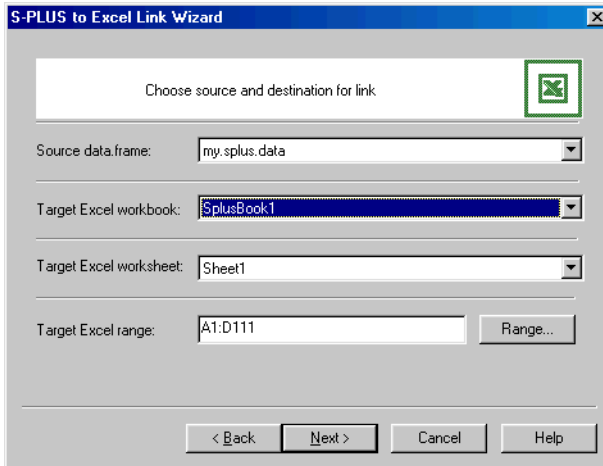 S-PLUS to Excel Link Wizard
Choose source and destination for link
Source data.frame: my.splus.data
Target Excel workbook: SplusBook1
Target Excel worksheet: Sheet1
Target Excel range: A1:D111 Range...
< Back Next > Cancel Help